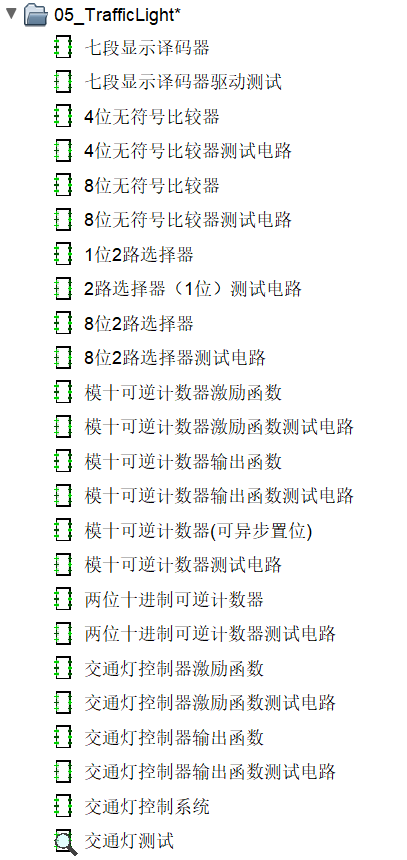 05_TrafficLight*
七段显示译码器
七段显示译码器驱动测试
4位无符号比较器
4位无符号比较器测试电路
8位无符号比较器
8位无符号比较器测试电路
1位2路选择器
2路选择器（1位）测试电路
8位2路选择器
8位2路选择器测试电路
模十可逆计数器激励函数
模十可逆计数器激励函数测试电路
模十可逆计数器输出函数
模十可逆计数器输出函数测试电路
模十可逆计数器(可异步置位)
模十可逆计数器测试电路
两位十进制可逆计数器
两位十进制可逆计数器测试电路
交通灯控制器激励函数
交通灯控制器激励函数测试电路
交通灯控制器输出函数
交通灯控制器输出函数测试电路
交通灯控制系统
交通灯测试